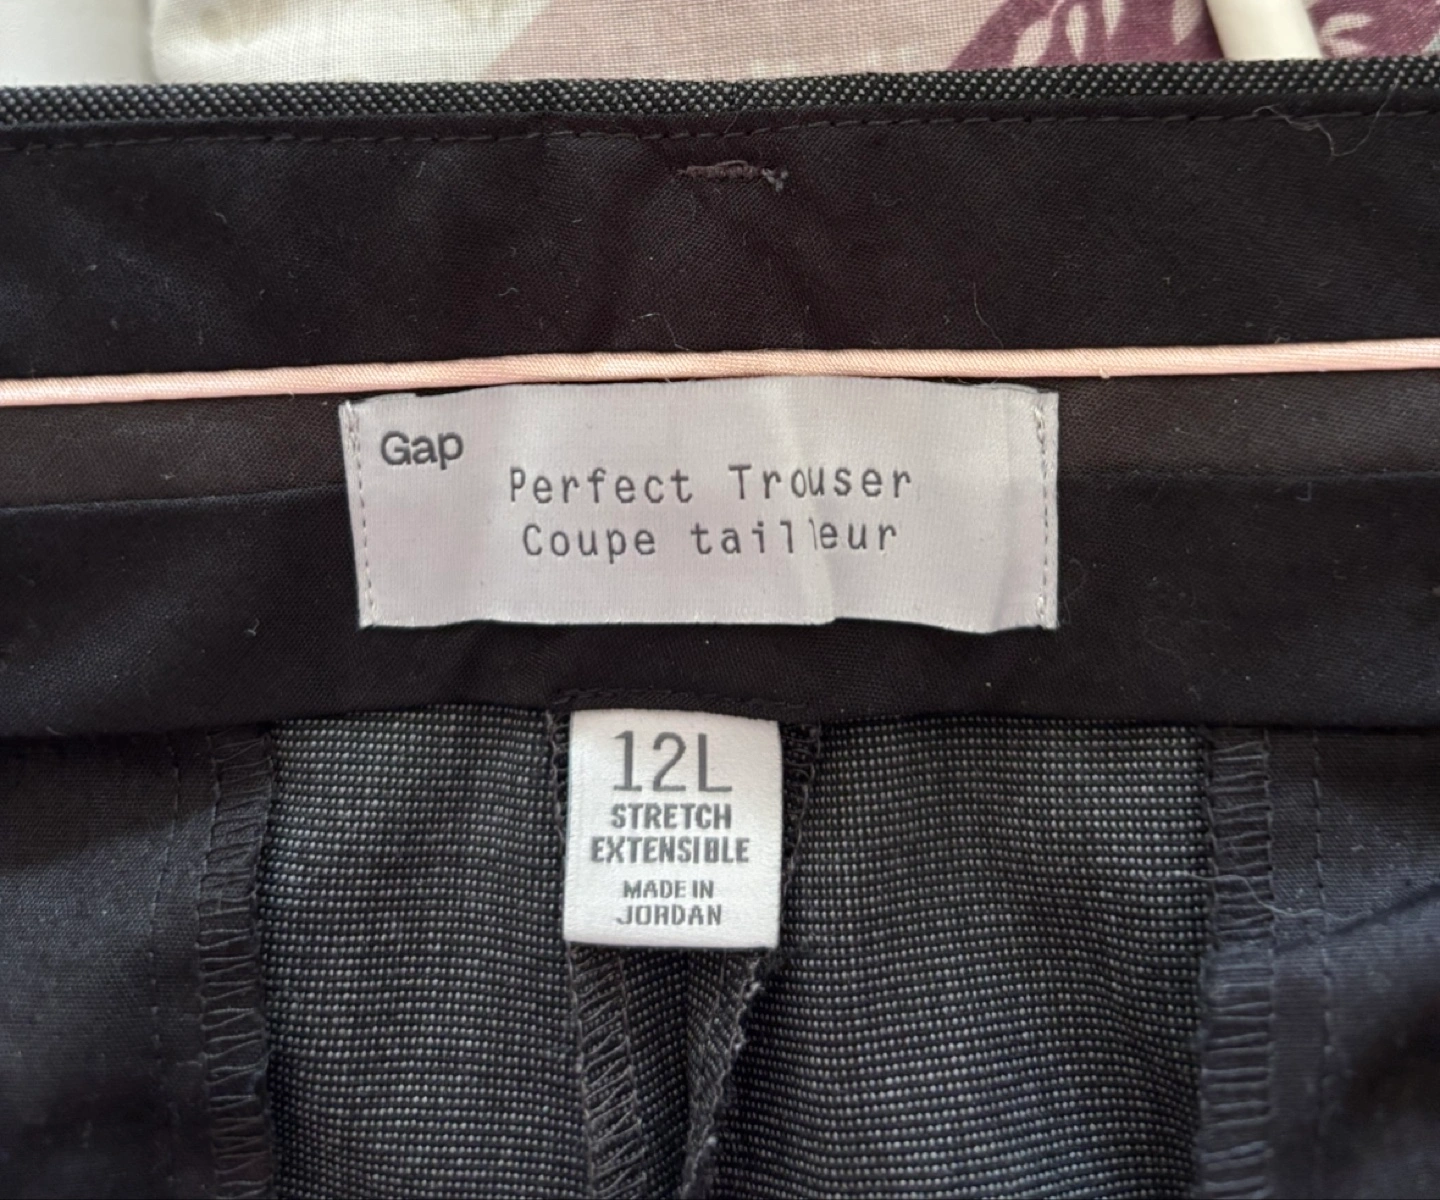 Gap
Perfect Trouser
Coupe tailleur
12L
STRETCH
EXTENSIBLE
MADE IN
JORDAN